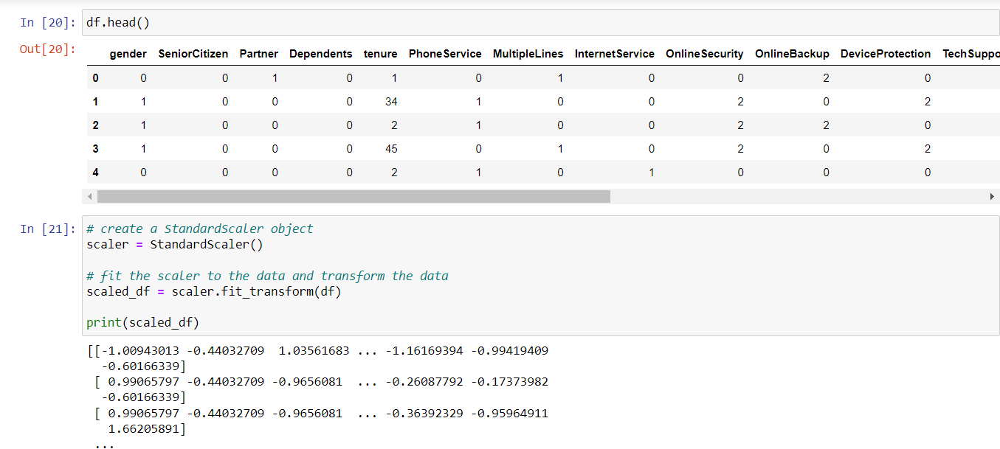 In [20]: df.head()
Out[20]:
gender SeniorCitizen Partner Dependents tenure PhoneService MultipleLines InternetService OnlineSecurity OnlineBackup DeviceProtection TechSuppo
0 0 0 1 0 1 0 1 0 0 2 0
1 1 0 0 0 34 1 0 0 2 0 2
2 1 0 0 0 2 1 0 0 2 2 0
3 1 0 0 0 45 0 1 0 2 0 2
4 0 0 0 0 2 1 0 1 0 0 0
In [21]: # create a StandardScaler object
scaler = StandardScaler()
# fit the scaler to the data and transform the data
scaled_df = scaler.fit_transform(df)
print(scaled_df)
[[-1.00943013 -0.44032709  1.03561683 ... -1.16169394 -0.99419409
  -0.60166339]
 [ 0.99065797 -0.44032709 -0.9656081  ... -0.26087792 -0.17373982
  -0.60166339]
 [ 0.99065797 -0.44032709 -0.9656081  ... -0.36392329 -0.95964911
   1.66205891]
 ...